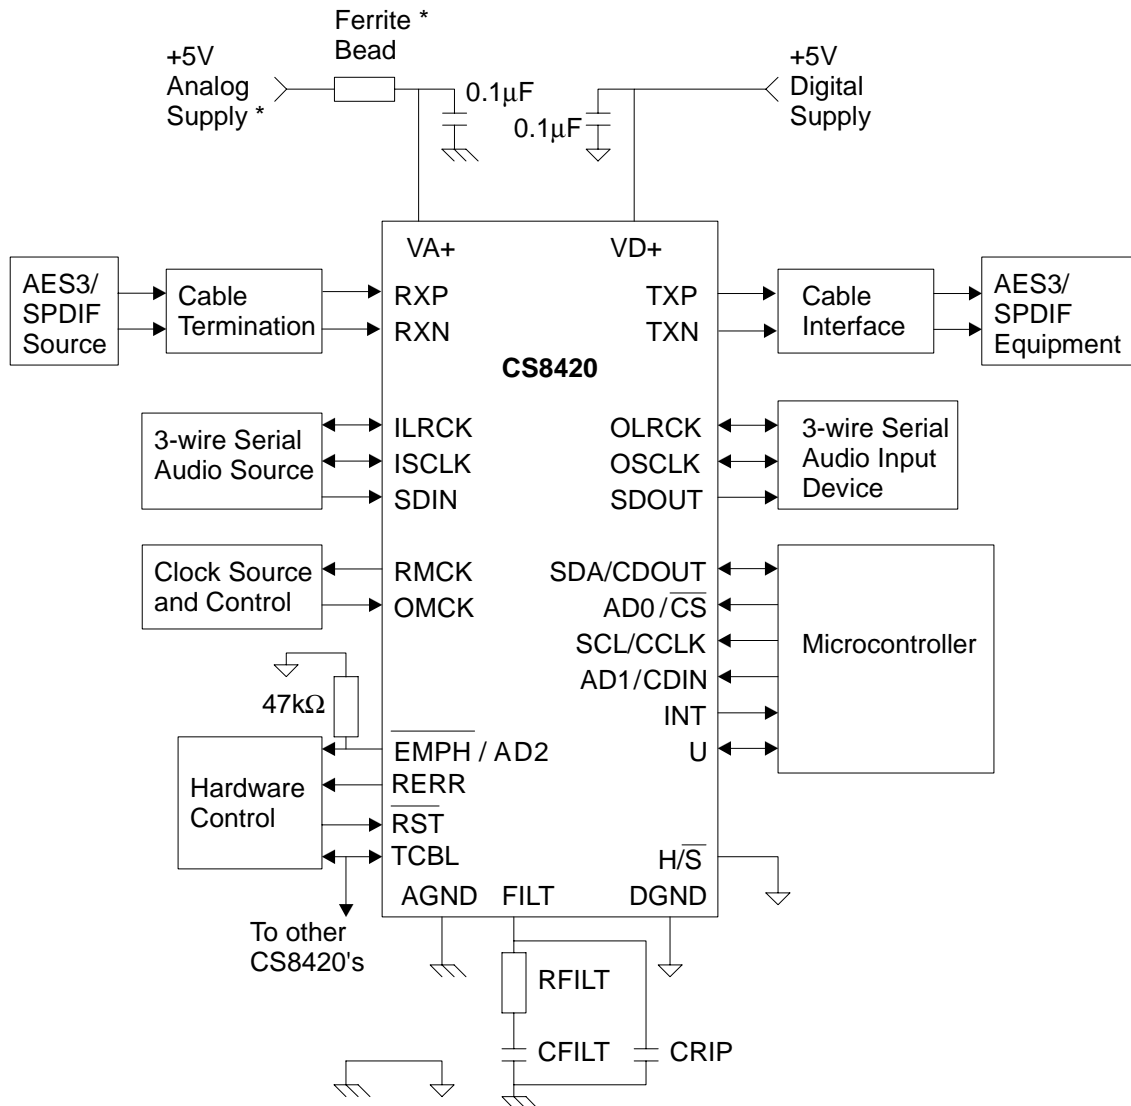 Ferrite *
Bead
+5V
Analog
Supply *
0.1µF
0.1µF
+5V
Digital
Supply
VA+
VD+
AES3/
SPDIF
Source
Cable
Termination
RXP
RXN
TXP
TXN
Cable
Interface
AES3/
SPDIF
Equipment
CS8420
3-wire Serial
Audio Source
ILRCK
ISCLK
SDIN
OLRCK
OSCLK
SDOUT
3-wire Serial
Audio Input
Device
Clock Source
and Control
RMCK
OMCK
SDA/CDOUT
AD0/C̅S̅
SCL/CCLK
AD1/CDIN
INT
U
Microcontroller
47kΩ
Hardware
Control
E̅M̅P̅H̅ / AD2
RERR
R̅S̅T̅
TCBL
H/S̅
AGND
FILT
DGND
To other
CS8420's
RFILT
CFILT
CRIP